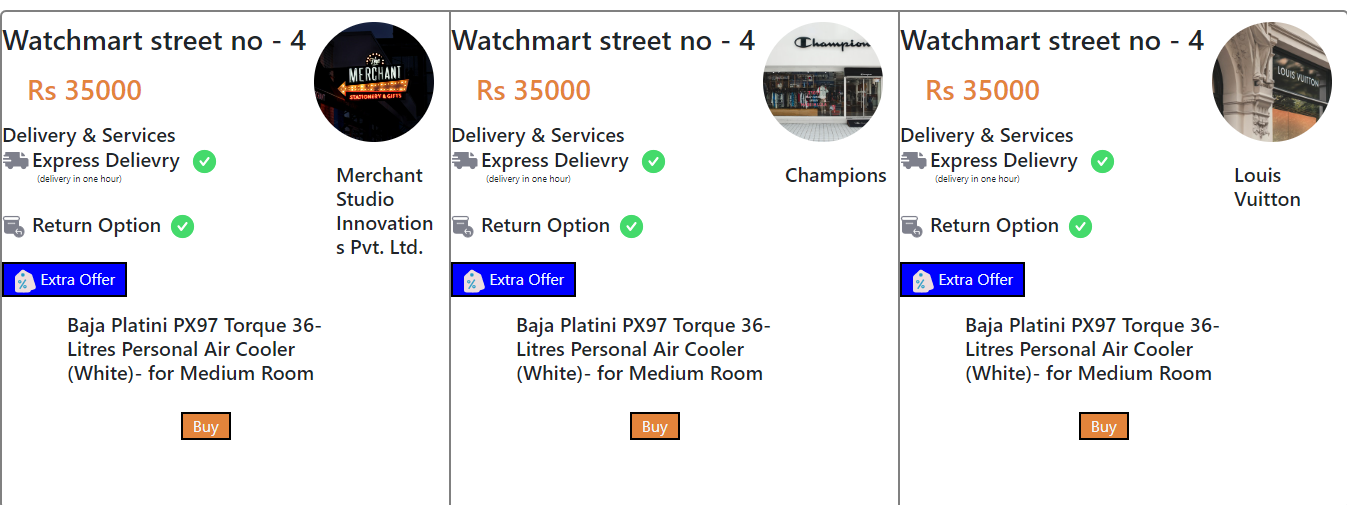 Watchmart street no - 4
Rs 35000
Delivery & Services
Express Delievry
(delivery in one hour)
Return Option
Extra Offer
The
MERCHANT
STATIONERY & GIFTS
Merchant
Studio
Innovation
s Pvt. Ltd.
Baja Platini PX97 Torque 36-
Litres Personal Air Cooler
(White)- for Medium Room
Buy
Watchmart street no - 4
Rs 35000
Delivery & Services
Express Delievry
(delivery in one hour)
Return Option
Extra Offer
Champion
Champions
Baja Platini PX97 Torque 36-
Litres Personal Air Cooler
(White)- for Medium Room
Buy
Watchmart street no - 4
Rs 35000
Delivery & Services
Express Delievry
(delivery in one hour)
Return Option
Extra Offer
LOUIS VUITTON
Louis
Vuitton
Baja Platini PX97 Torque 36-
Litres Personal Air Cooler
(White)- for Medium Room
Buy